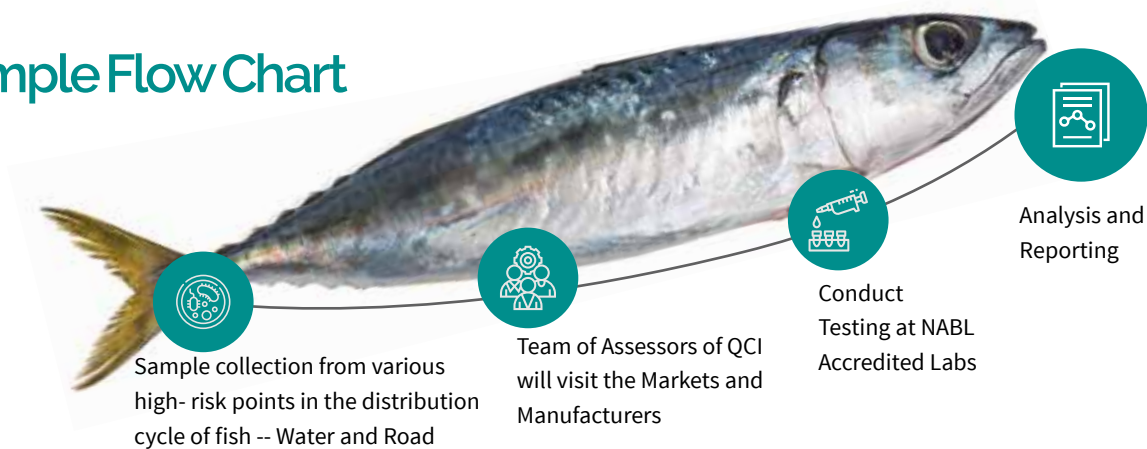 mple Flow Chart
Sample collection from various
high- risk points in the distribution
cycle of fish -- Water and Road
Team of Assessors of QCI
will visit the Markets and
Manufacturers
Conduct
Testing at NABL
Accredited Labs
Analysis and
Reporting